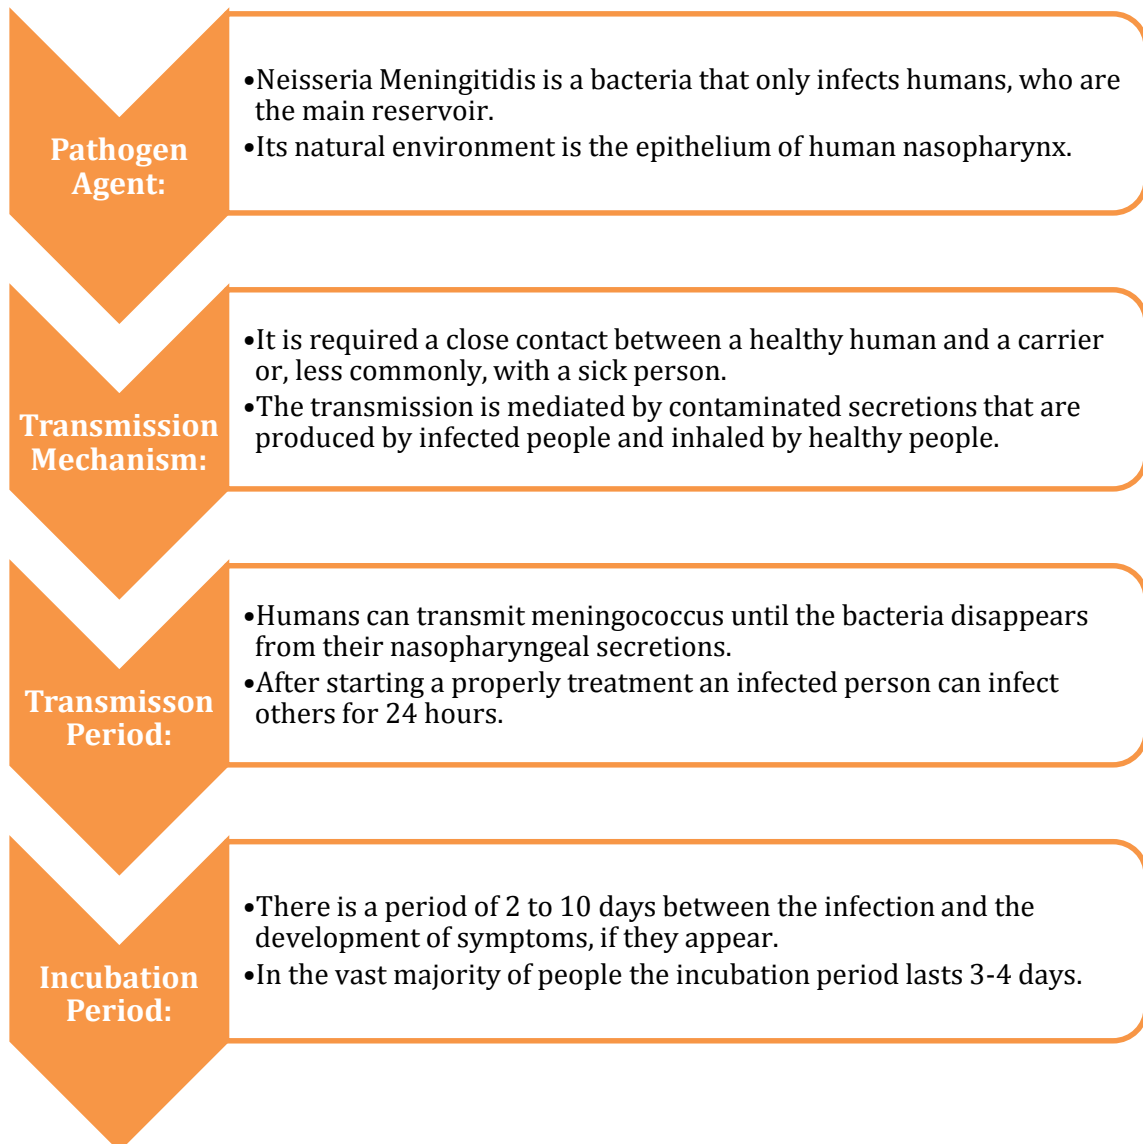 Pathogen
Agent:
•Neisseria Meningitidis is a bacteria that only infects humans, who are
the main reservoir.
•Its natural environment is the epithelium of human nasopharynx.
Transmission
Mechanism:
•It is required a close contact between a healthy human and a carrier
or, less commonly, with a sick person.
•The transmission is mediated by contaminated secretions that are
produced by infected people and inhaled by healthy people.
Transmisson
Period:
•Humans can transmit meningococcus until the bacteria disappears
from their nasopharyngeal secretions.
•After starting a properly treatment an infected person can infect
others for 24 hours.
Incubation
Period:
•There is a period of 2 to 10 days between the infection and the
development of symptoms, if they appear.
•In the vast majority of people the incubation period lasts 3-4 days.